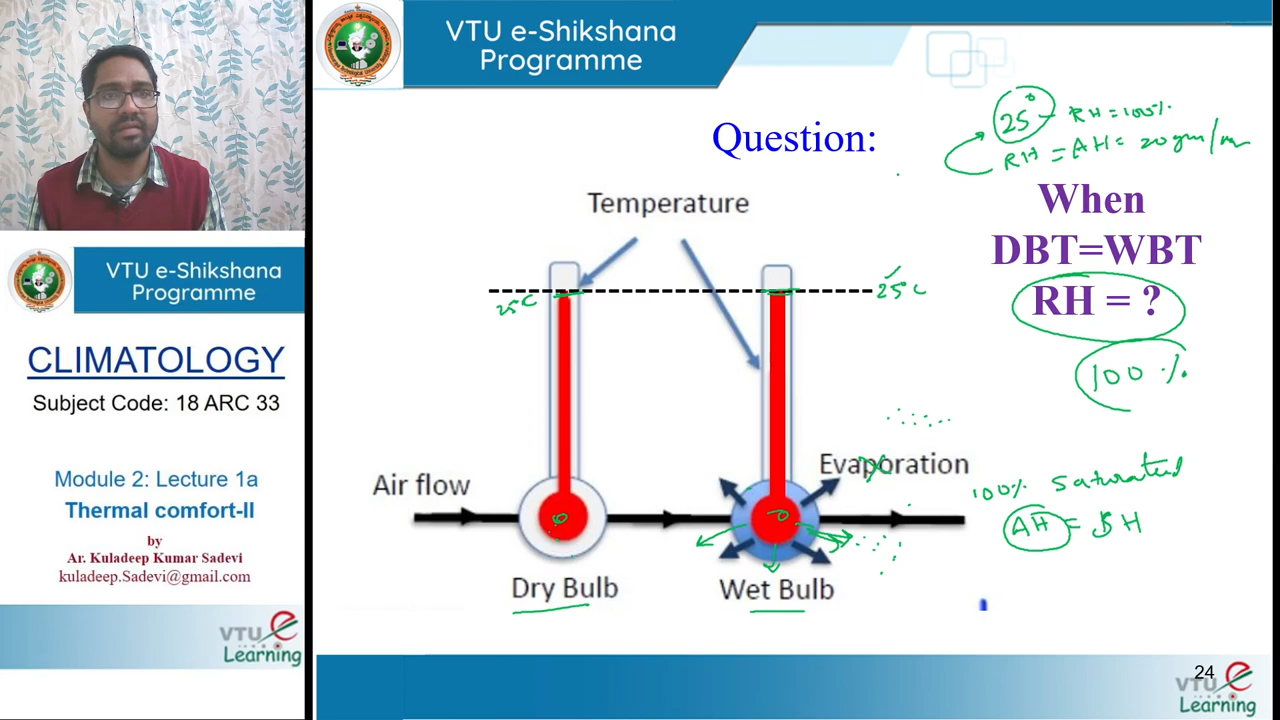 VTU e-Shikshana
Programme
VTU e-Shikshana
Programme
CLIMATOLOGY
Subject Code: 18 ARC 33
Module 2: Lecture 1a
Thermal comfort-II
by
Ar. Kuladeep Kumar Sadevi
kuladeep.Sadevi@gmail.com
VTU e
Learning
Question:
25° RH = 100%
RH = AH = 20 gm/
When
DBT=WBT
RH = ?
100 %
Temperature
25°C
25°C
Air flow
Evaporation
100% saturated
AH = SH
Dry Bulb
Wet Bulb
24
VTU e
Learning